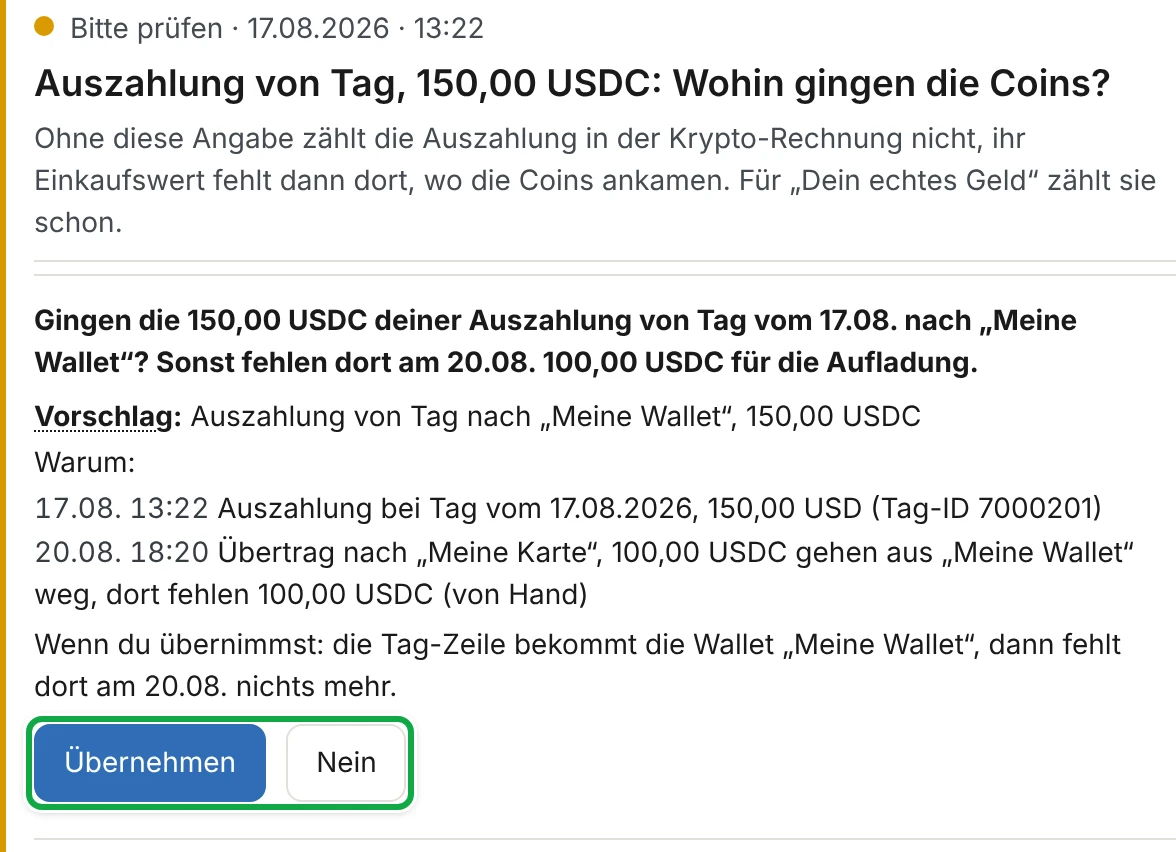 Bitte prüfen · 17.08.2026 · 13:22
Auszahlung von Tag, 150,00 USDC: Wohin gingen die Coins?
Ohne diese Angabe zählt die Auszahlung in der Krypto-Rechnung nicht, ihr
Einkaufswert fehlt dann dort, wo die Coins ankamen. Für „Dein echtes Geld“ zählt sie
schon.
Gingen die 150,00 USDC deiner Auszahlung von Tag vom 17.08. nach „Meine
Wallet“? Sonst fehlen dort am 20.08. 100,00 USDC für die Aufladung.
Vorschlag: Auszahlung von Tag nach „Meine Wallet“, 150,00 USDC
Warum:
17.08. 13:22 Auszahlung bei Tag vom 17.08.2026, 150,00 USD (Tag-ID 7000201)
20.08. 18:20 Übertrag nach „Meine Karte“, 100,00 USDC gehen aus „Meine Wallet“
weg, dort fehlen 100,00 USDC (von Hand)
Wenn du übernimmst: die Tag-Zeile bekommt die Wallet „Meine Wallet“, dann fehlt
dort am 20.08. nichts mehr.
Übernehmen Nein